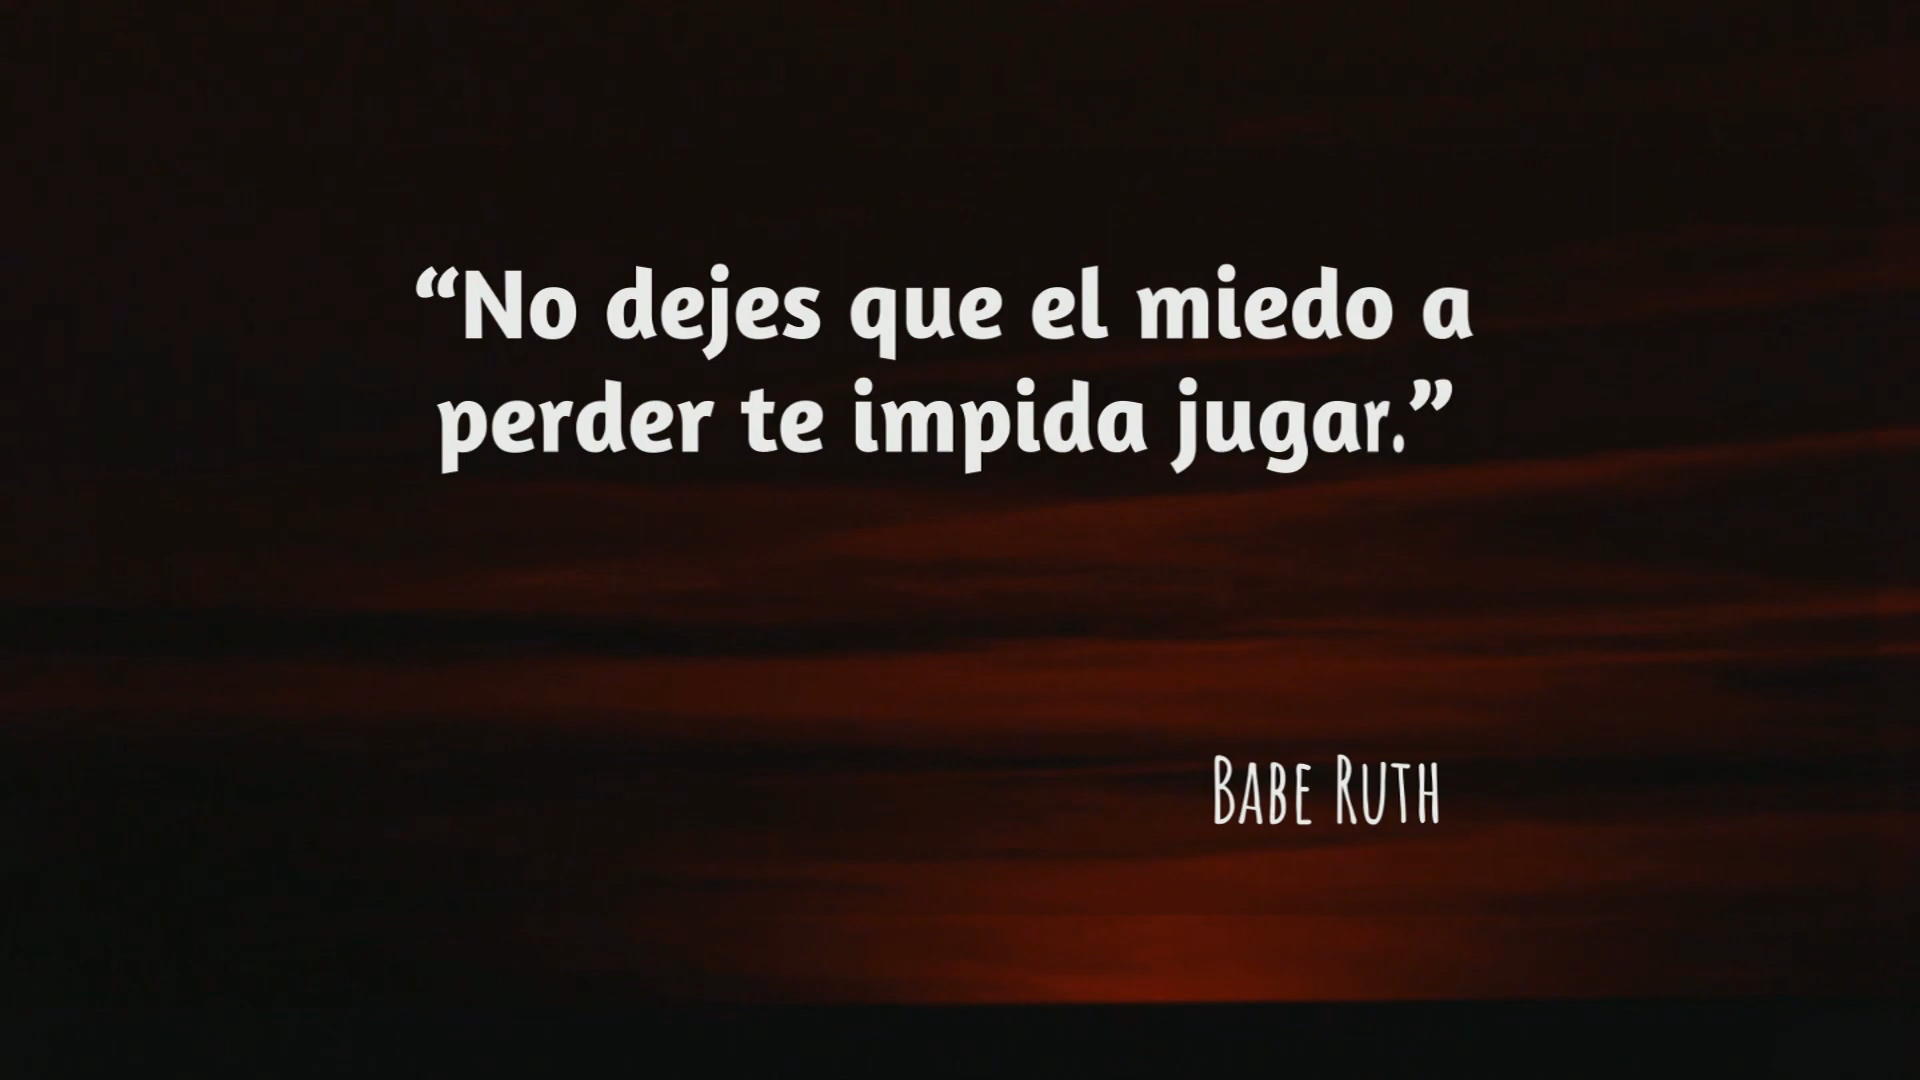 “No dejes que el miedo a
perder te impida jugar.”
Babe Ruth